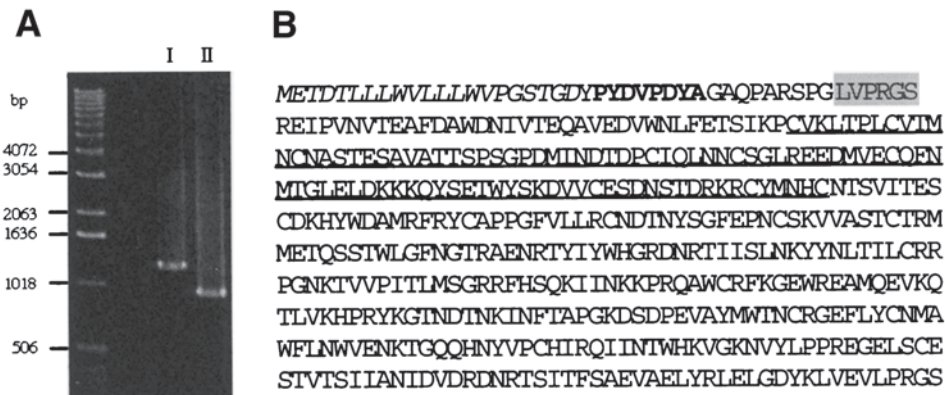 A
B
I II
bp
4072
3054
2063
1636
1018
506
METDTLLLWVLLLWVPGSTGDYPYDVPDYAGAQPARSPGLVPRGS
REIPVNVTEAFDAWDNIVTEQAVEDVWNLFETSIKPCVKLTPLCVTM
NCNASTESAVATTSPSGPDMINDTDPCIQLNNCSGLREEDMVECQFN
MTGLELDKKKQYSETWYSKDVVCESDNSTDRKRCYMNHCNTSVITES
CDKHYWDAMRFRYCAPPGFVLLRCNDTNYSGFEPNCSKVVASTCTRM
METQSSTWLGFNGTRAENRTYIYWHGRDNRTIISLNKYYNLTILCRR
PGNKTVVPITLMSGRRFHSQKIINKKPRQAWCRFKGEWREAMQEVKQ
TLVKHPRYKGTNDTNKINFTAPGKDSDPEVAYMWTNCRGEFLYCNMA
WFLNWVENKTGQQHNYVPCHIRQIINTWHKVGKNVYLPPREGELSCE
STVTSIIANIDVDRDNRTSITFSAEVAELYRLELGDYKLVEVLPRGS